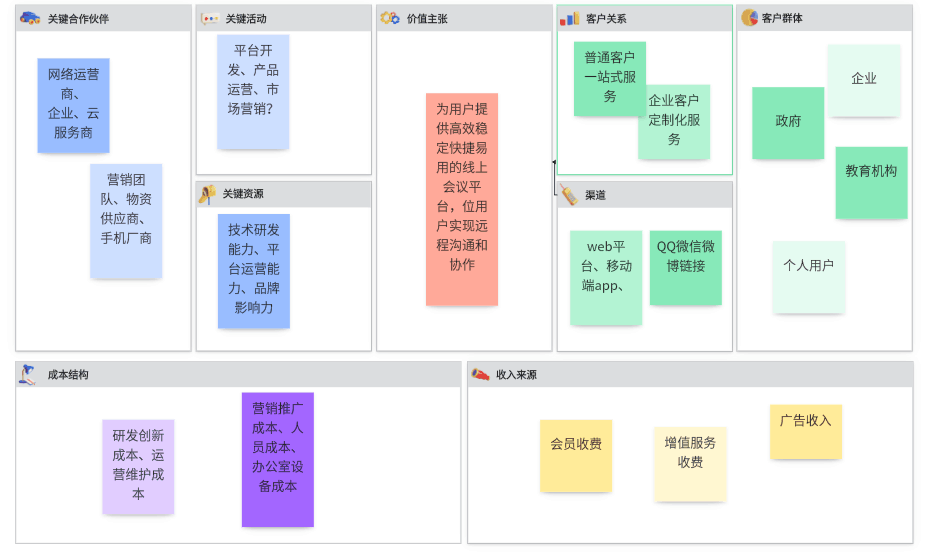 关键合作伙伴
网络运营
商、
企业、云
服务商
营销团
队、物资
供应商、
手机厂商
关键活动
平台开
发、产品
运营、市
场营销?
关键资源
技术研发
能力、平
台运营能
力、品牌
影响力
价值主张
为用户提
供高效稳
定快捷易
用的线上
会议平
台，位用
户实现远
程沟通和
协作
客户关系
普通客户
一站式服
务
企业客户
定制化服
务
渠道
web平
台、移动
端app、
QQ微信微
博链接
客户群体
企业
政府
教育机构
个人用户
成本结构
研发创新
成本、运
营维护成
本
营销推广
成本、人
员成本、
办公室设
备成本
收入来源
会员收费
增值服务
收费
广告收入